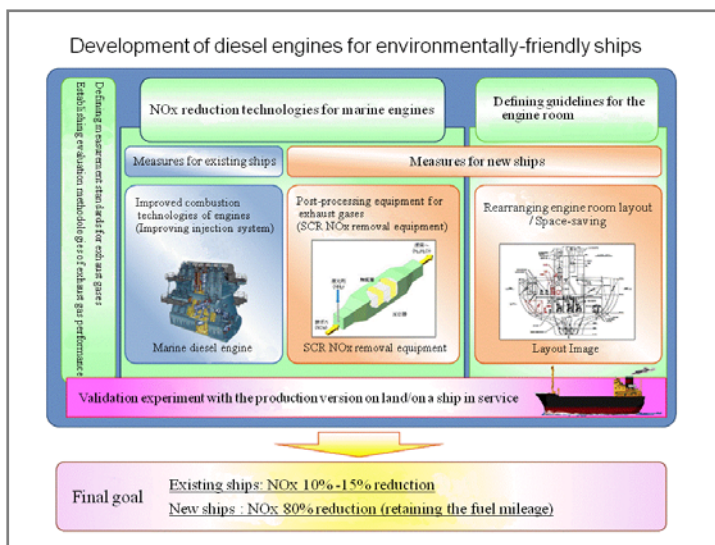 Development of diesel engines for environmentally-friendly ships
Defining measurement standards for exhaust gases
Establishing evaluation methodologies of exhaust gas performance
NOx reduction technologies for marine engines
Defining guidelines for the
engine room
Measures for existing ships
Measures for new ships
Improved combustion
technologies of engines
(Improving injection system)
Marine diesel engine
Post-processing equipment for
exhaust gases
(SCR NOx removal equipment)
SCR NOx removal equipment
Rearranging engine room layout
/ Space-saving
Layout Image
Validation experiment with the production version on land/on a ship in service
Final goal
Existing ships: NOx 10% -15% reduction
New ships : NOx 80% reduction (retaining the fuel mileage)